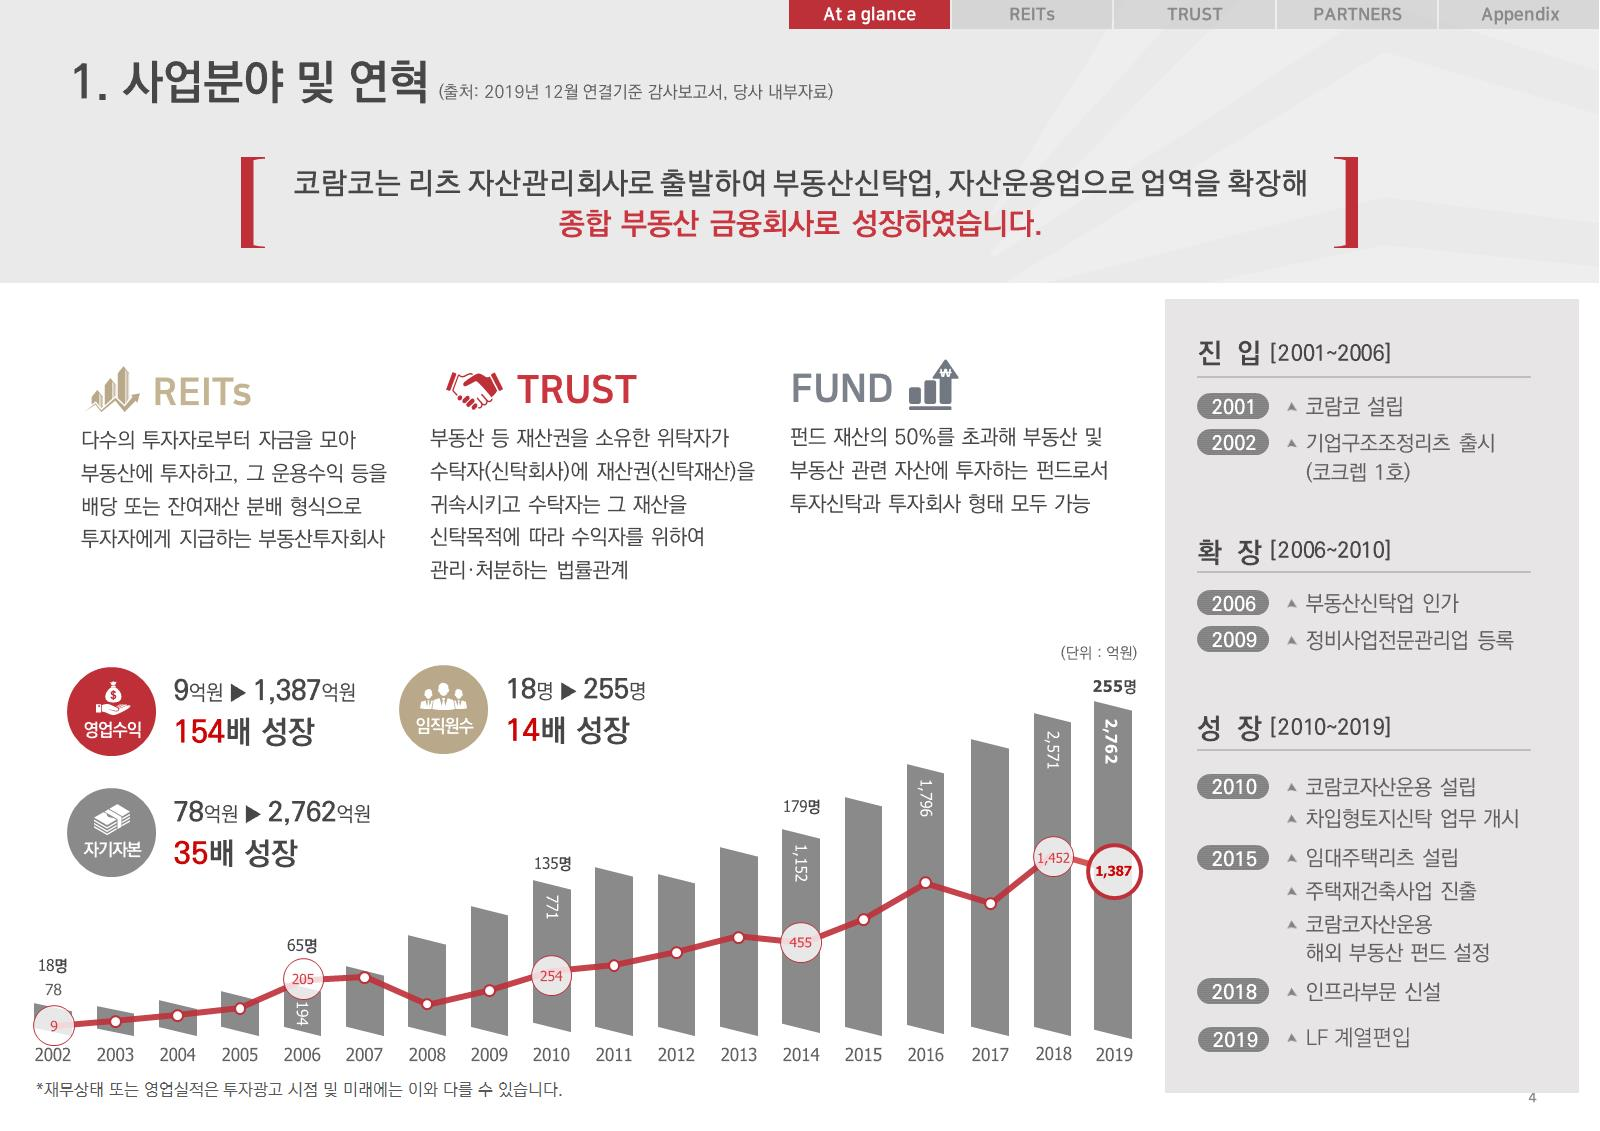 At a glance
REITs
TRUST
PARTNERS
Appendix
1. 사업분야 및 연혁 (출처: 2019년 12월 연결기준 감사보고서, 당사 내부자료)
코람코는 리츠 자산관리회사로 출발하여 부동산신탁업, 자산운용업으로 업역을 확장해
종합 부동산 금융회사로 성장하였습니다.
REITs
다수의 투자자로부터 자금을 모아
부동산에 투자하고, 그 운용수익 등을
배당 또는 잔여재산 분배 형식으로
투자자에게 지급하는 부동산투자회사
TRUST
부동산 등 재산권을 소유한 위탁자가
수탁자(신탁회사)에 재산권(신탁재산)을
귀속시키고 수탁자는 그 재산을
신탁목적에 따라 수익자를 위하여
관리·처분하는 법률관계
FUND
₩
펀드 재산의 50%를 초과해 부동산 및
부동산 관련 자산에 투자하는 펀드로서
투자신탁과 투자회사 형태 모두 가능
$
영업수익
9억원 ▶ 1,387억원
154배 성장
임직원수
18명 ▶ 255명
14배 성장
자기자본
78억원 ▶ 2,762억원
35배 성장
(단위 : 억원)
18명
78
9
65명
205
194
135명
771
254
179명
1,152
455
1,796
2,571
1,452
255명
2,762
1,387
2002 2003 2004 2005 2006 2007 2008 2009 2010 2011 2012 2013 2014 2015 2016 2017 2018 2019
*재무상태 또는 영업실적은 투자광고 시점 및 미래에는 이와 다를 수 있습니다.
진 입 [2001~2006]
2001 ▲ 코람코 설립
2002 ▲ 기업구조조정리츠 출시
(코크렙 1호)
확 장 [2006~2010]
2006 ▲ 부동산신탁업 인가
2009 ▲ 정비사업전문관리업 등록
성 장 [2010~2019]
2010 ▲ 코람코자산운용 설립
▲ 차입형토지신탁 업무 개시
2015 ▲ 임대주택리츠 설립
▲ 주택재건축사업 진출
▲ 코람코자산운용
해외 부동산 펀드 설정
2018 ▲ 인프라부문 신설
2019 ▲ LF 계열편입
4